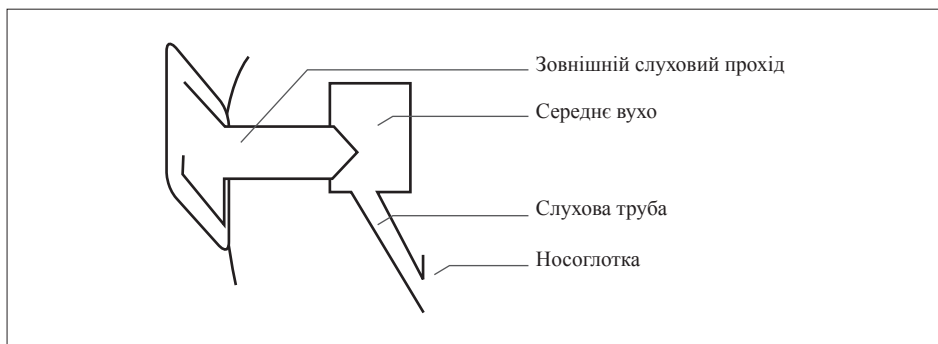 Зовнішній слуховий прохід
Середнє вухо
Слухова труба
Носоглотка